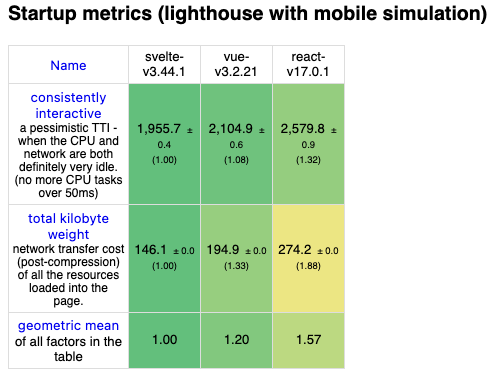 Startup metrics (lighthouse with mobile simulation)
Name
svelte-
v3.44.1
vue-
v3.2.21
react-
v17.0.1
consistently
interactive
a pessimistic TTI -
when the CPU and
network are both
definitely very idle.
(no more CPU tasks
over 50ms)
1,955.7 ±
0.4
(1.00)
2,104.9 ±
0.6
(1.08)
2,579.8 ±
0.9
(1.32)
total kilobyte
weight
network transfer cost
(post-compression)
of all the resources
loaded into the
page.
146.1 ±0.0
(1.00)
194.9 ±0.0
(1.33)
274.2 ±0.0
(1.88)
geometric mean
of all factors in the
table
1.00
1.20
1.57